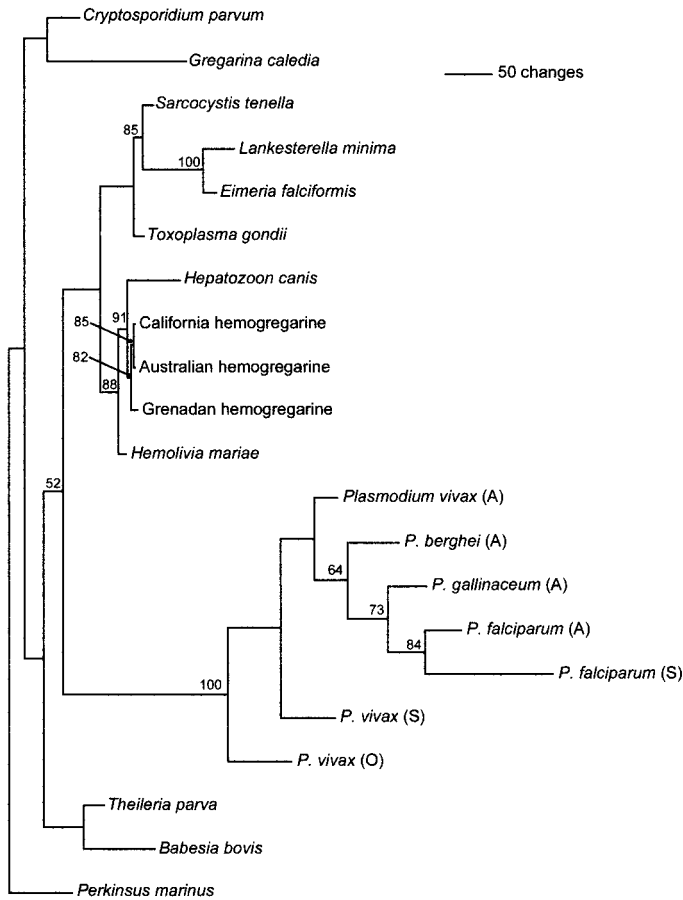 Cryptosporidium parvum
Gregarina caledia
50 changes
Sarcocystis tenella
85
Lankesterella minima
100
Eimeria falciformis
Toxoplasma gondii
Hepatozoon canis
91
85
California hemogregarine
82
Australian hemogregarine
88
Grenadan hemogregarine
Hemolivia mariae
52
Plasmodium vivax (A)
P. berghei (A)
64
P. gallinaceum (A)
73
P. falciparum (A)
84
P. falciparum (S)
100
P. vivax (S)
P. vivax (O)
Theileria parva
Babesia bovis
Perkinsus marinus